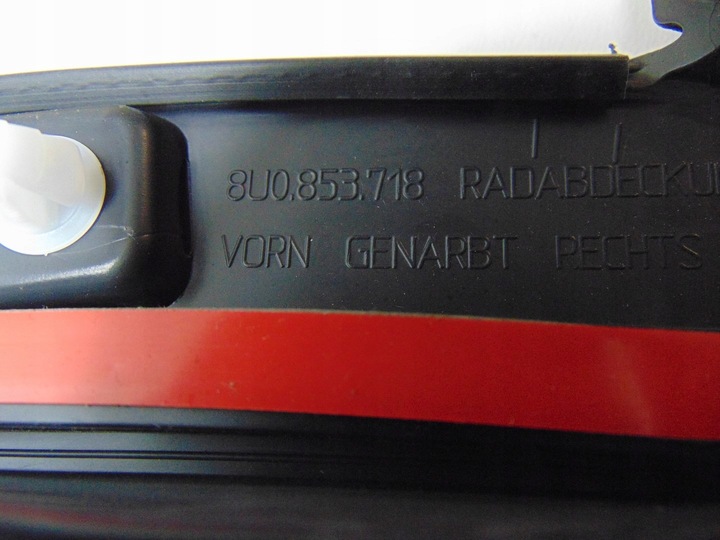 8U0.853.718 RADABDECKU
VORN GENARBT RECHTS